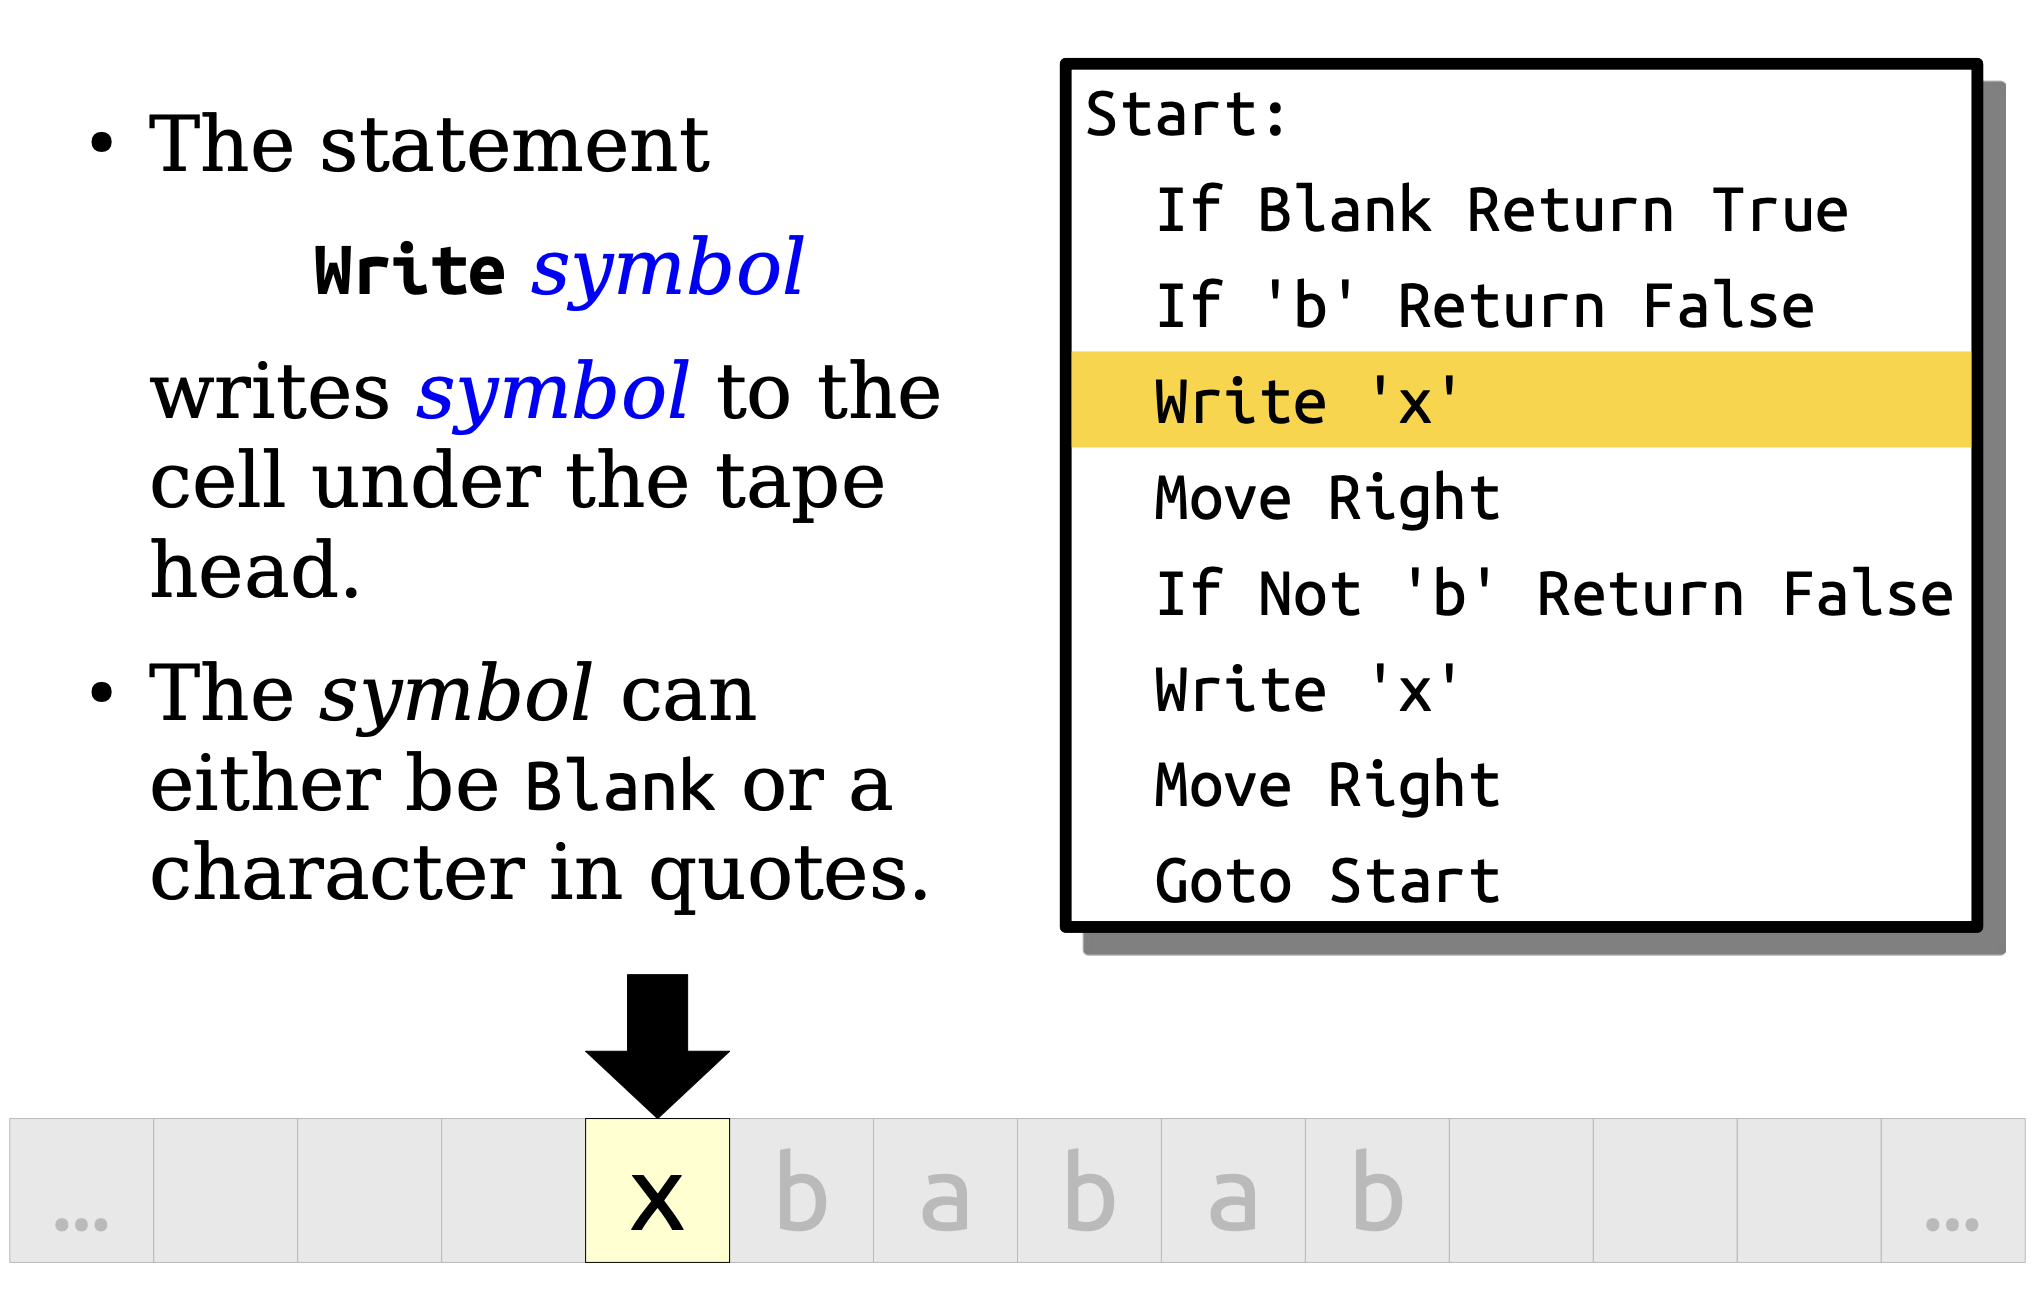 • The statement
Write symbol
writes symbol to the
cell under the tape
head.
• The symbol can
either be Blank or a
character in quotes.
Start:
If Blank Return True
If 'b' Return False
Write 'x'
Move Right
If Not 'b' Return False
Write 'x'
Move Right
Goto Start
… x b a b a b …